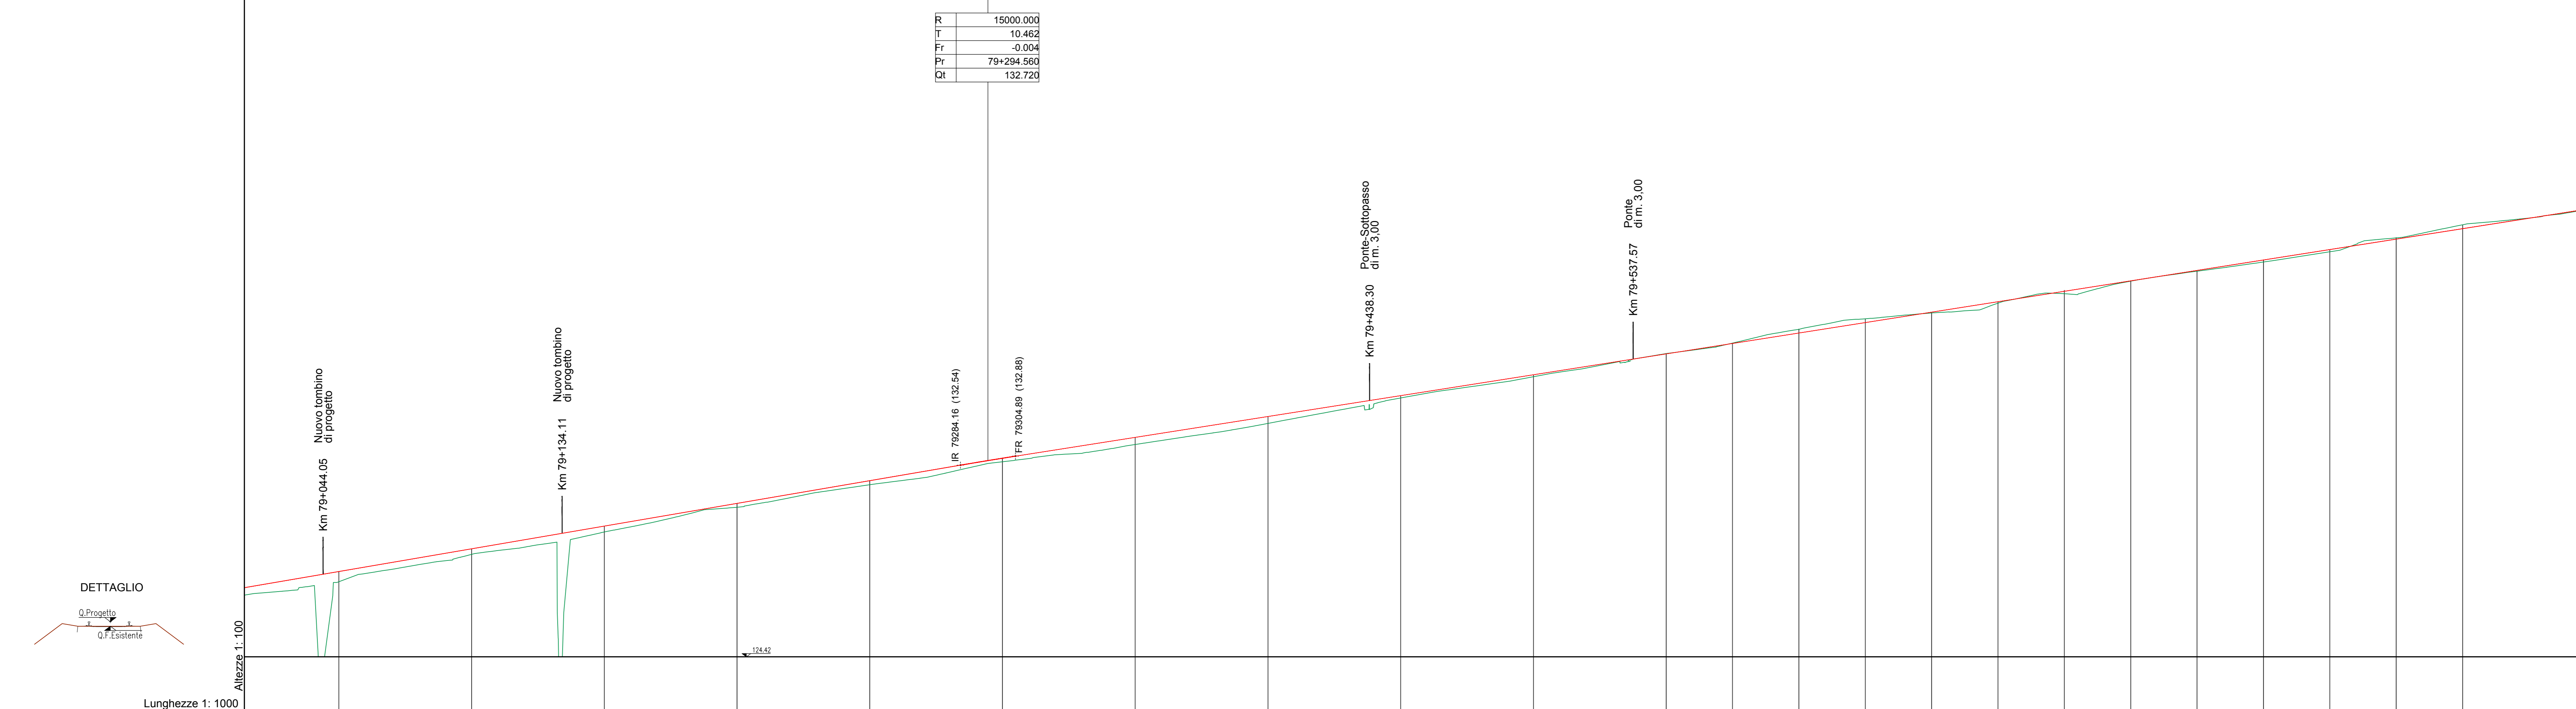 R 15000.000
T 10.462
Fr -0.004
Pr 79+294.560
Qt 132.720
Km 79+044.05 Nuovo tombino
di progetto
Km 79+134.11 Nuovo tombino
di progetto
IR 79284.16 (132.54)
FR 79304.89 (132.88)
Km 79+438.30 Ponte-Sottopasso
di m. 3,00
Km 79+537.57 Ponte
di m. 3,00
DETTAGLIO
Q.Progetto
Q.F.Esistente
124.42
Altezze 1: 100
Lunghezze 1: 1000